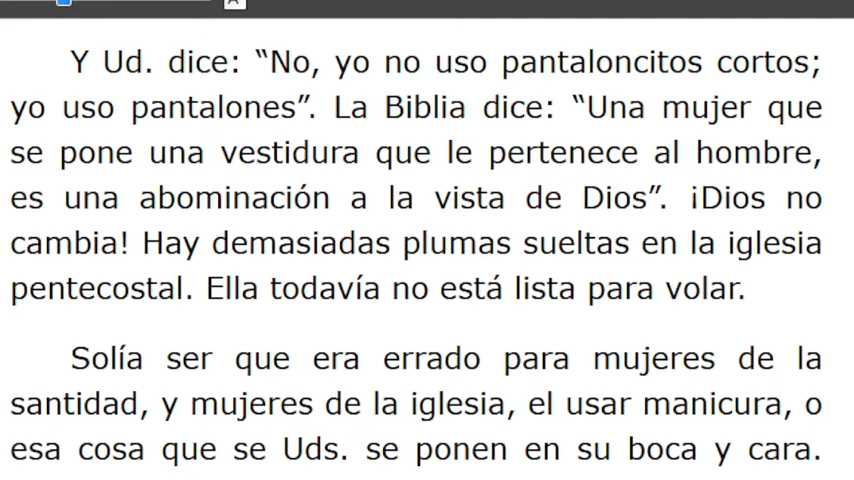 Y Ud. dice: “No, yo no uso pantaloncitos cortos;
yo uso pantalones”. La Biblia dice: “Una mujer que
se pone una vestidura que le pertenece al hombre,
es una abominación a la vista de Dios”. ¡Dios no
cambia! Hay demasiadas plumas sueltas en la iglesia
pentecostal. Ella todavía no está lista para volar.
Solía ser que era errado para mujeres de la
santidad, y mujeres de la iglesia, el usar manicura, o
esa cosa que se Uds. se ponen en su boca y cara.